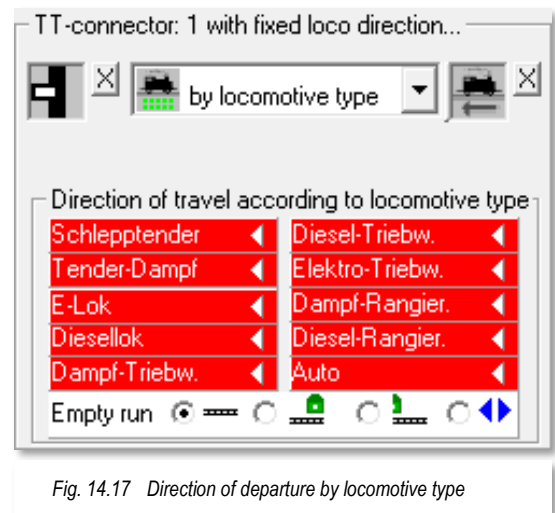 TT-connector: 1 with fixed loco direction...
X by locomotive type X
Direction of travel according to locomotive type
Schlepptender Diesel-Triebw.
Tender-Dampf Elektro-Triebw.
E-Lok Dampf-Rangier.
Diesellok Diesel-Rangier.
Dampf-Triebw. Auto
Empty run
Fig. 14.17 Direction of departure by locomotive type